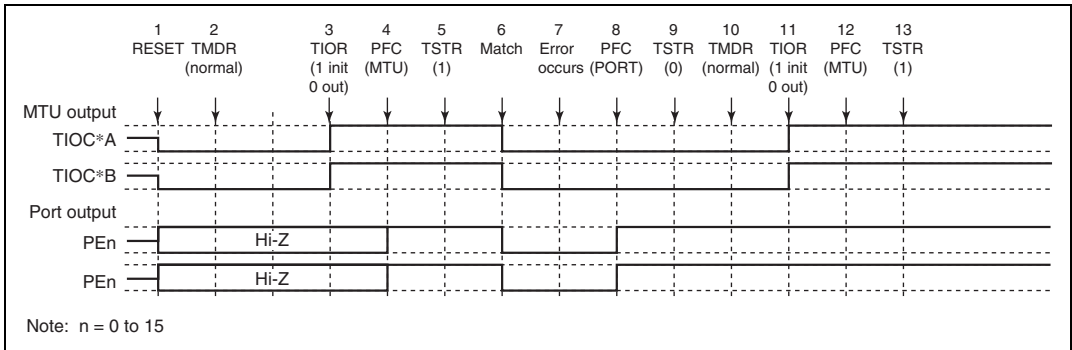 1 2 3 4 5 6 7 8 9 10 11 12 13
RESET TMDR TIOR PFC TSTR Match Error PFC TSTR TMDR TIOR PFC TSTR
(normal) (1 init (MTU) (1) occurs (PORT) (0) (normal) (1 init (MTU) (1)
0 out) 0 out)
MTU output
TIOC*A
TIOC*B
Port output
PEn Hi-Z
PEn Hi-Z
Note: n = 0 to 15